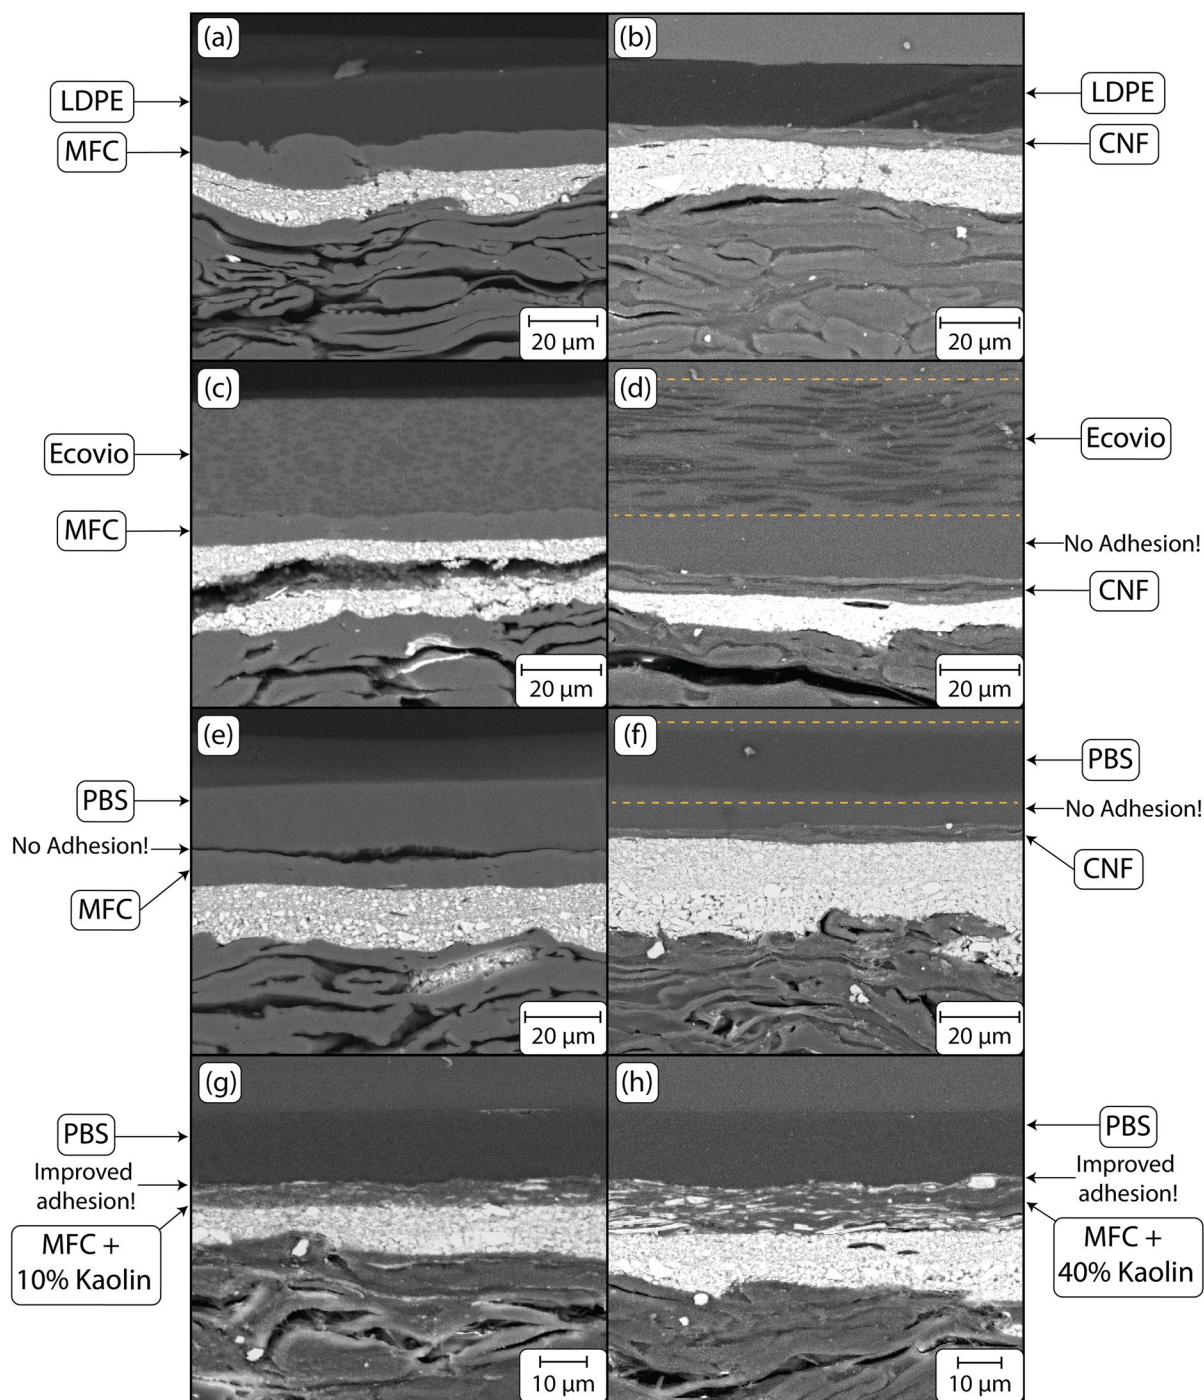 (a)
(b)
LDPE
LDPE
MFC
CNF
20 µm
20 µm
(c)
(d)
Ecovio
Ecovio
MFC
No Adhesion!
CNF
20 µm
20 µm
(e)
(f)
PBS
PBS
No Adhesion!
No Adhesion!
MFC
CNF
20 µm
20 µm
(g)
(h)
PBS
PBS
Improved
adhesion!
Improved
adhesion!
MFC +
10% Kaolin
MFC +
40% Kaolin
10 µm
10 µm